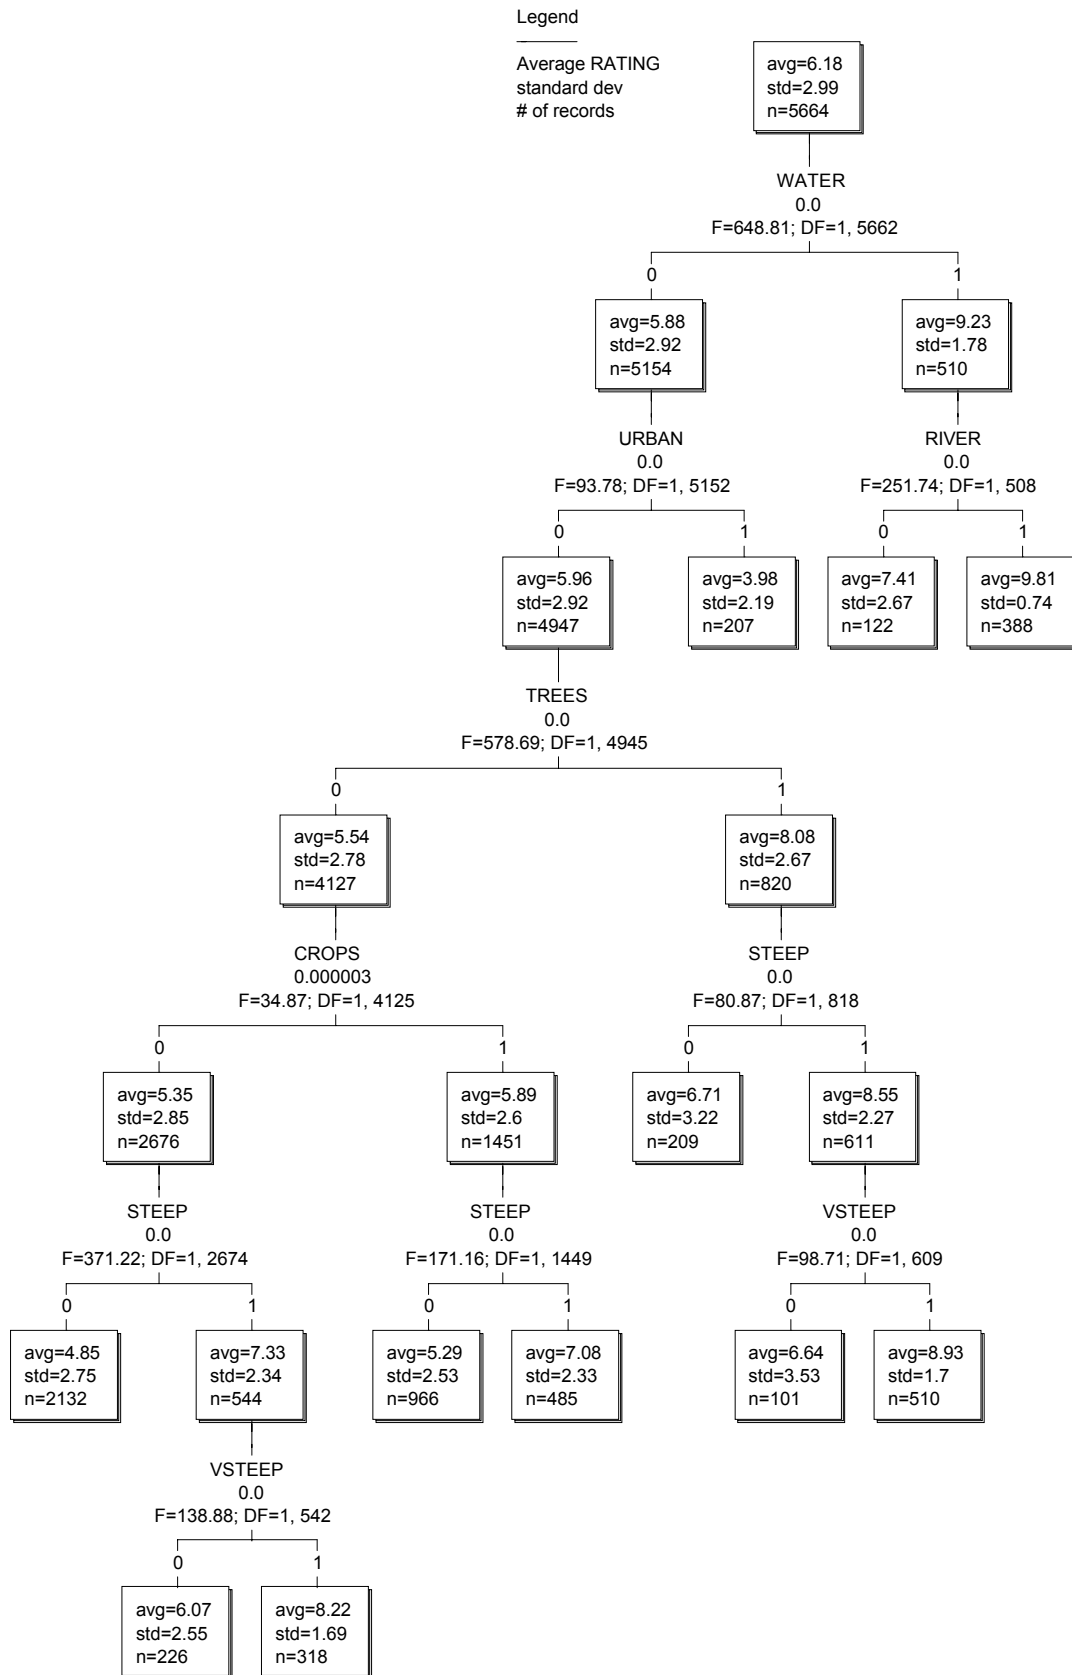 Legend
Average RATING
standard dev
# of records
avg=6.18
std=2.99
n=5664
WATER
0.0
F=648.81; DF=1, 5662
0
1
avg=5.88
std=2.92
n=5154
avg=9.23
std=1.78
n=510
URBAN
0.0
F=93.78; DF=1, 5152
RIVER
0.0
F=251.74; DF=1, 508
0
1
0
1
avg=5.96
std=2.92
n=4947
avg=3.98
std=2.19
n=207
avg=7.41
std=2.67
n=122
avg=9.81
std=0.74
n=388
TREES
0.0
F=578.69; DF=1, 4945
0
1
avg=5.54
std=2.78
n=4127
avg=8.08
std=2.67
n=820
CROPS
0.000003
F=34.87; DF=1, 4125
STEEP
0.0
F=80.87; DF=1, 818
0
1
0
1
avg=5.35
std=2.85
n=2676
avg=5.89
std=2.6
n=1451
avg=6.71
std=3.22
n=209
avg=8.55
std=2.27
n=611
STEEP
0.0
F=371.22; DF=1, 2674
STEEP
0.0
F=171.16; DF=1, 1449
VSTEEP
0.0
F=98.71; DF=1, 609
0
1
0
1
0
1
avg=4.85
std=2.75
n=2132
avg=7.33
std=2.34
n=544
avg=5.29
std=2.53
n=966
avg=7.08
std=2.33
n=485
avg=6.64
std=3.53
n=101
avg=8.93
std=1.7
n=510
VSTEEP
0.0
F=138.88; DF=1, 542
0
1
avg=6.07
std=2.55
n=226
avg=8.22
std=1.69
n=318